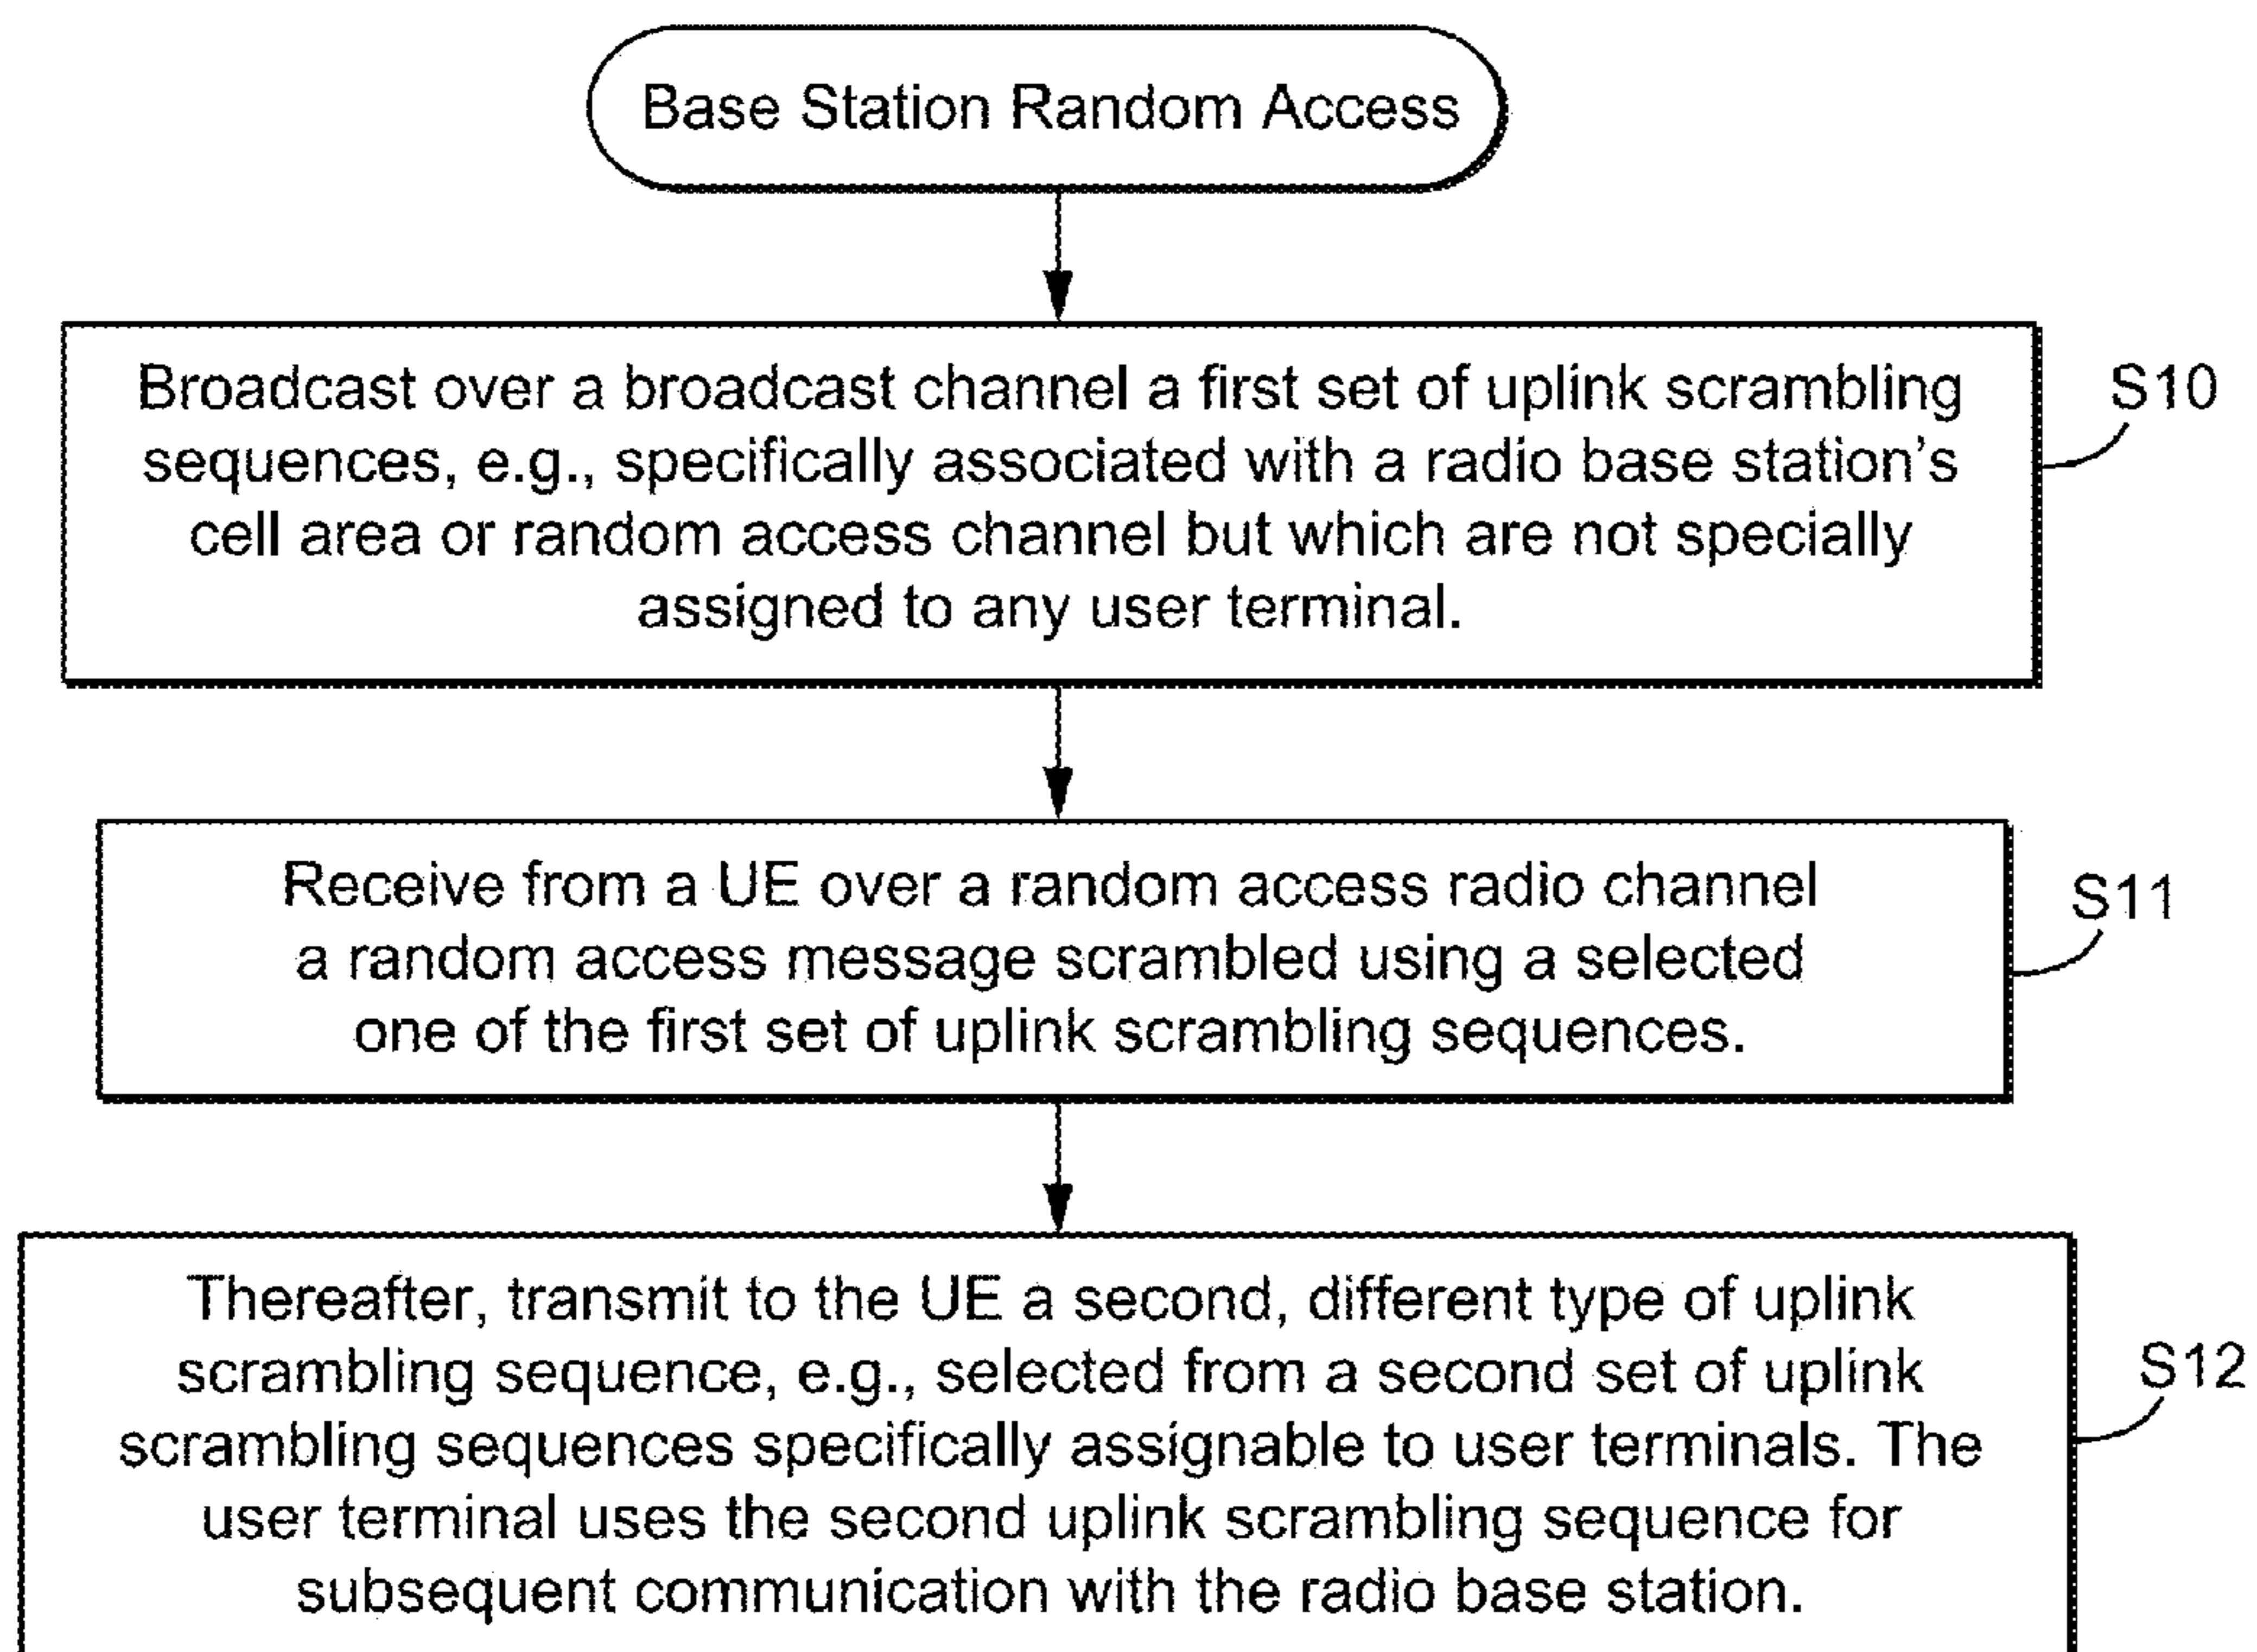 Base Station Random Access
Broadcast over a broadcast channel a first set of uplink scrambling
sequences, e.g., specifically associated with a radio base station's
cell area or random access channel but which are not specially
assigned to any user terminal.
S10
Receive from a UE over a random access radio channel
a random access message scrambled using a selected
one of the first set of uplink scrambling sequences.
S11
Thereafter, transmit to the UE a second, different type of uplink
scrambling sequence, e.g., selected from a second set of uplink
scrambling sequences specifically assignable to user terminals. The
user terminal uses the second uplink scrambling sequence for
subsequent communication with the radio base station.
S12